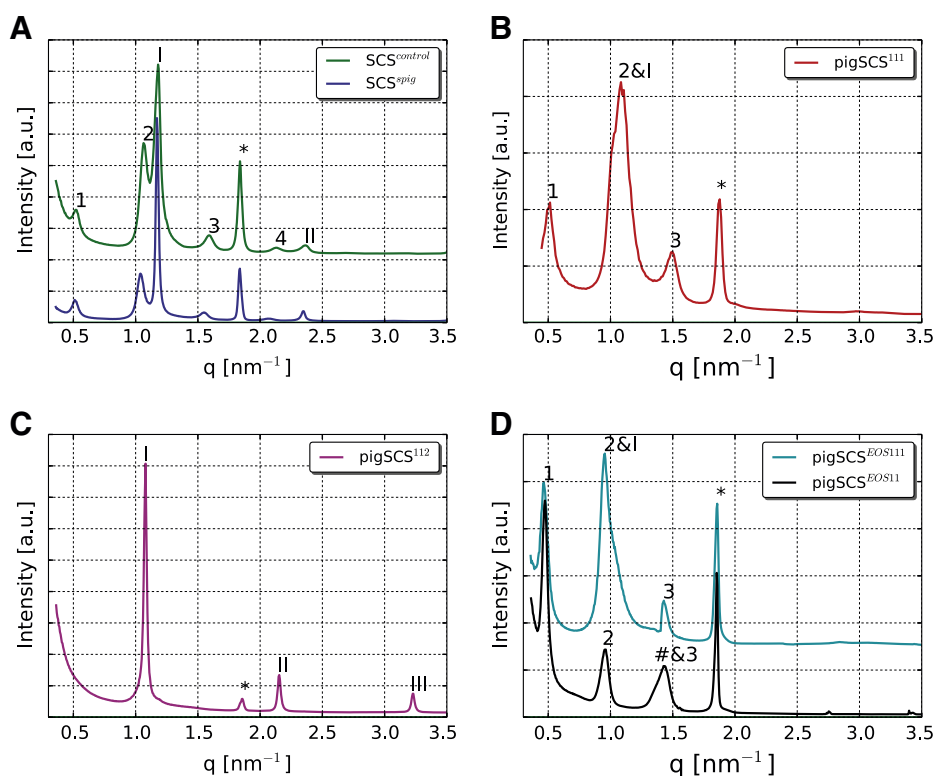 A
I
SCS^control
SCS^spig
2
*
1
3
4
II
Intensity [a.u.]
0.5 1.0 1.5 2.0 2.5 3.0 3.5
q [nm⁻¹]
B
2&I
pigSCS^111
1
*
3
Intensity [a.u.]
0.5 1.0 1.5 2.0 2.5 3.0 3.5
q [nm⁻¹]
C
I
pigSCS^112
*
II
III
Intensity [a.u.]
0.5 1.0 1.5 2.0 2.5 3.0 3.5
q [nm⁻¹]
D
2&I
pigSCS^EOS111
pigSCS^EOS11
1
*
3
2
#&3
Intensity [a.u.]
0.5 1.0 1.5 2.0 2.5 3.0 3.5
q [nm⁻¹]